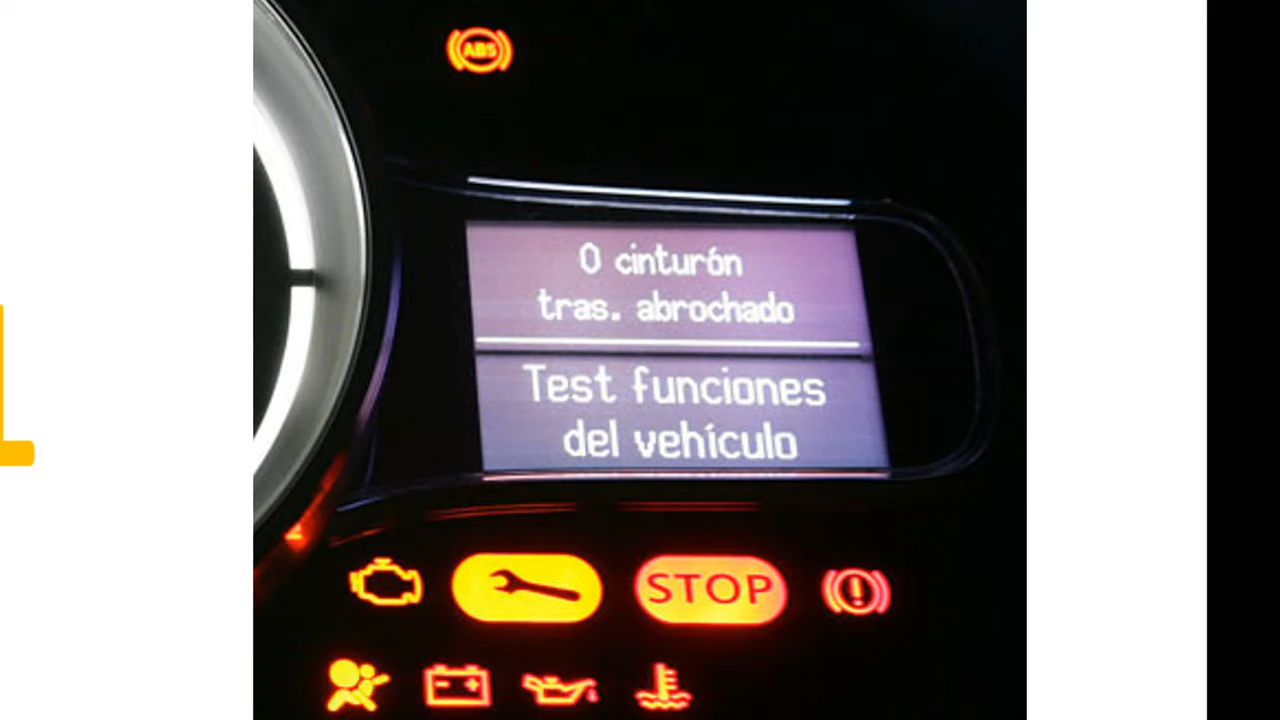 ABS
0 cinturón
tras. abrochado
Test funciones
del vehículo
STOP